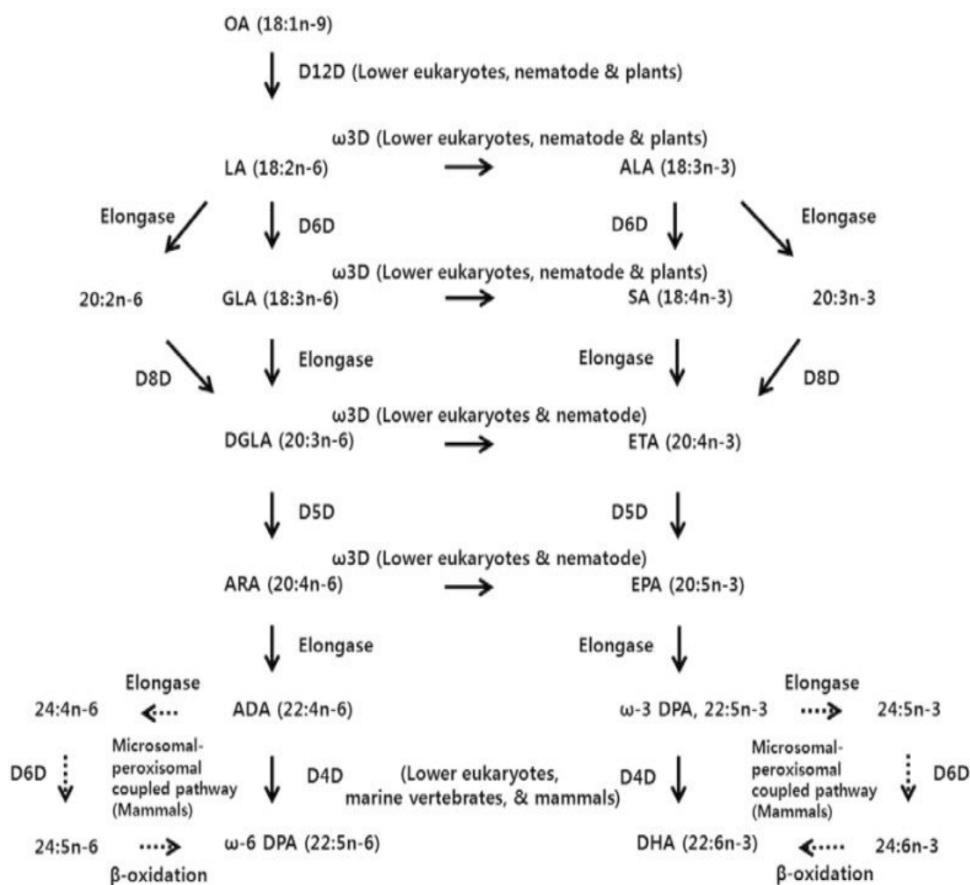 OA (18:1n-9)
D12D (Lower eukaryotes, nematode & plants)
ω3D (Lower eukaryotes, nematode & plants)
LA (18:2n-6) ALA (18:3n-3)
Elongase D6D D6D Elongase
ω3D (Lower eukaryotes, nematode & plants)
20:2n-6 GLA (18:3n-6) SA (18:4n-3) 20:3n-3
D8D Elongase Elongase D8D
ω3D (Lower eukaryotes & nematode)
DGLA (20:3n-6) ETA (20:4n-3)
D5D D5D
ω3D (Lower eukaryotes & nematode)
ARA (20:4n-6) EPA (20:5n-3)
Elongase Elongase
Elongase Elongase
24:4n-6 ADA (22:4n-6) ω-3 DPA, 22:5n-3 24:5n-3
D6D
Microsomal-
peroxisomal
coupled pathway
(Mammals)
D4D
(Lower eukaryotes,
marine vertebrates, & mammals)
D4D
Microsomal-
peroxisomal
coupled pathway
(Mammals)
D6D
24:5n-6 ω-6 DPA (22:5n-6) DHA (22:6n-3) 24:6n-3
β-oxidation β-oxidation